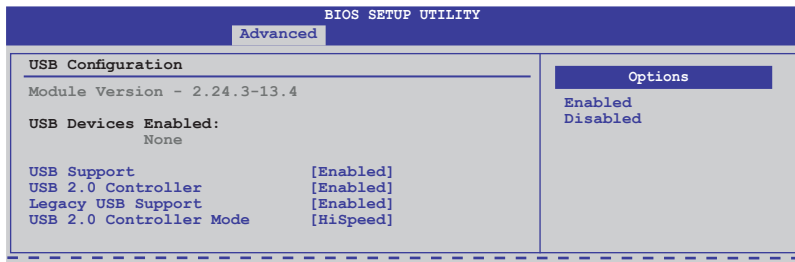 BIOS SETUP UTILITY
Advanced
USB Configuration
Module Version - 2.24.3-13.4
USB Devices Enabled:
None
USB Support [Enabled]
USB 2.0 Controller [Enabled]
Legacy USB Support [Enabled]
USB 2.0 Controller Mode [HiSpeed]
Options
Enabled
Disabled